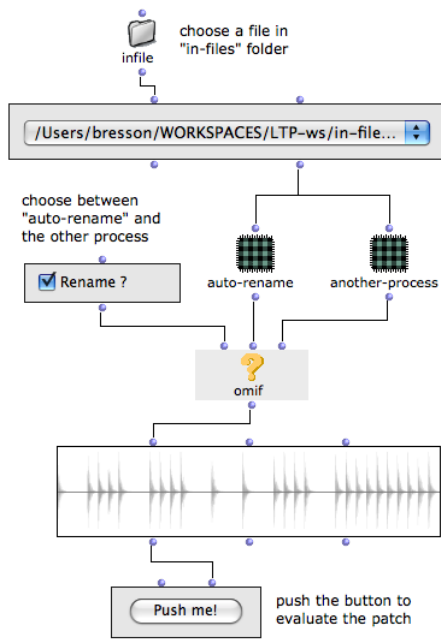 choose a file in
"in-files" folder
infile
/Users/bresson/WORKSPACES/LTP-ws/in-file...
choose between
"auto-rename" and
the other process
Rename ?
auto-rename
another-process
?
omif
Push me!
push the button to
evaluate the patch